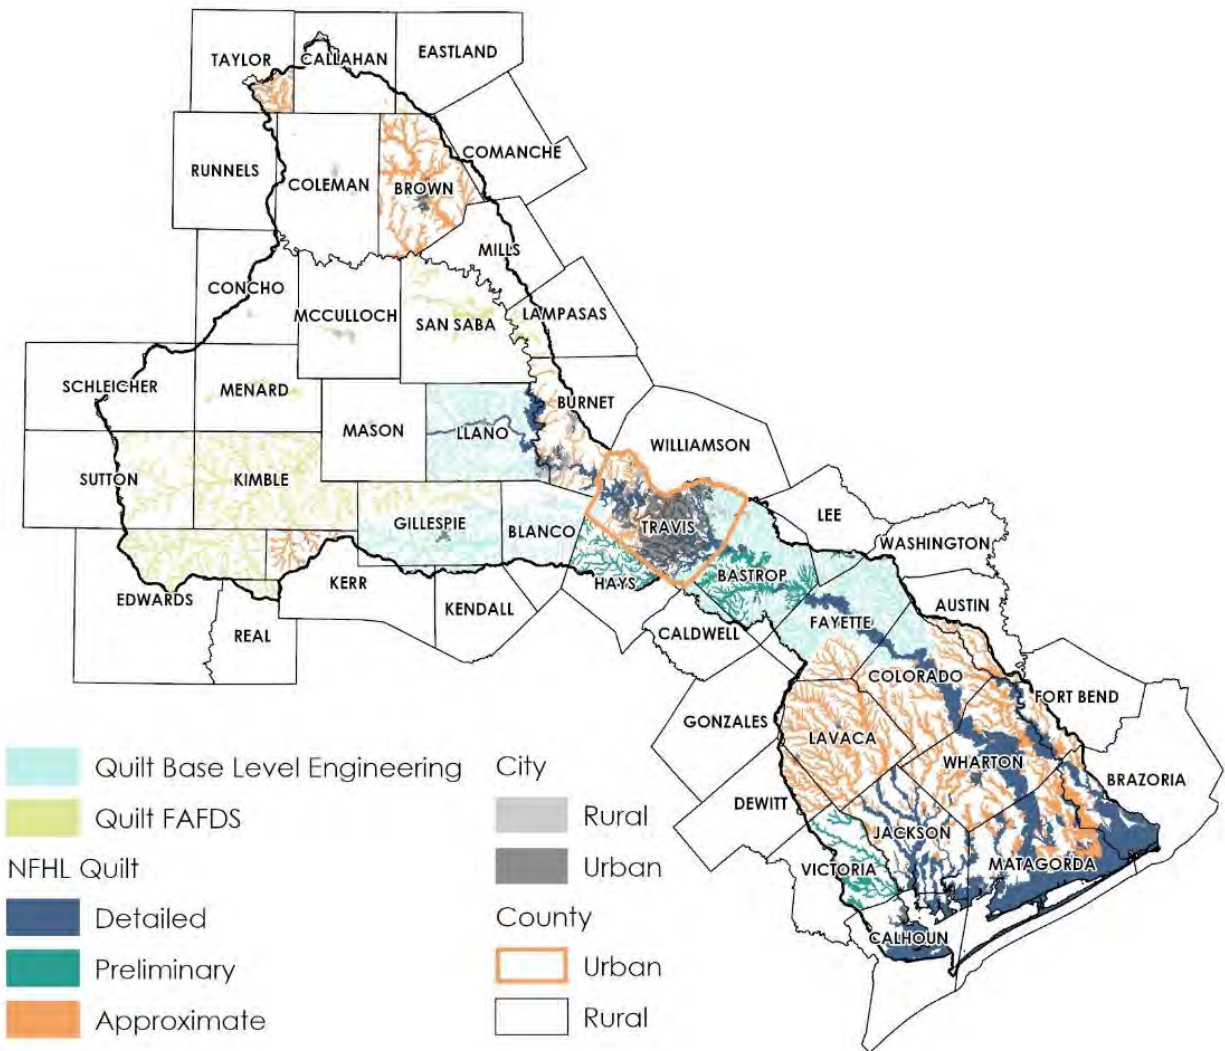 TAYLOR
CALLAHAN
EASTLAND
RUNNELS
COLEMAN
BROWN
COMANCHE
CONCHO
MCCULLOCH
SAN SABA
MILLS
LAMPASAS
SCHLEICHER
MENARD
MASON
LLANO
BURNET
WILLIAMSON
SUTTON
KIMBLE
GILLESPIE
BLANCO
TRAVIS
LEE
WASHINGTON
EDWARDS
REAL
KERR
KENDALL
HAYS
BASTROP
CALDWELL
FAYETTE
AUSTIN
GONZALES
LAVACA
COLORADO
FORT BEND
DEWITT
WHARTON
BRAZORIA
VICTORIA
JACKSON
MATAGORDA
CALHOUN
Quilt Base Level Engineering
Quilt FAFDS
NFHL Quilt
Detailed
Preliminary
Approximate
City
Rural
Urban
County
Urban
Rural